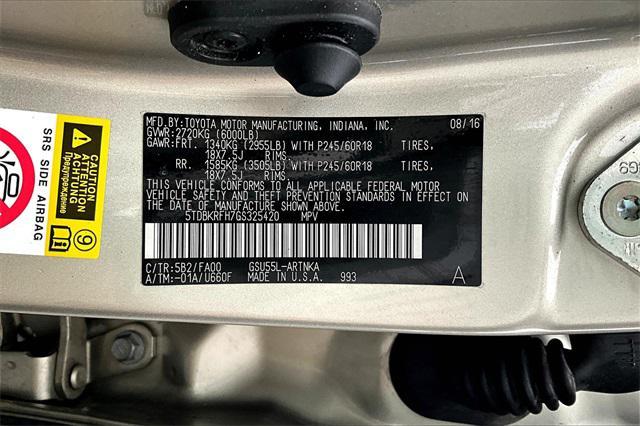 MFD.BY:TOYOTA MOTOR MANUFACTURING, INDIANA, INC. 08/16
GVWR:2720KG (6000LB)
GAWR:FRT. 1340KG (2955LB) WITH P245/60R18 TIRES,
18X7.5J RIMS.
RR. 1585KG (3505LB) WITH P245/60R18 TIRES,
18X7.5J RIMS.
THIS VEHICLE CONFORMS TO ALL APPLICABLE FEDERAL MOTOR
VEHICLE SAFETY AND THEFT PREVENTION STANDARDS IN EFFECT ON
THE DATE OF MANUFACTURE SHOWN ABOVE.
5TDBKRFH7GS325420 MPV
C/TR:5B2/FA00 GSU55L-ARTNKA
A/TM:-01A/U660F MADE IN U.S.A. 993 A
SRS SIDE AIRBAG
ATTENTION
ACHTUNG
ATTENTION
9